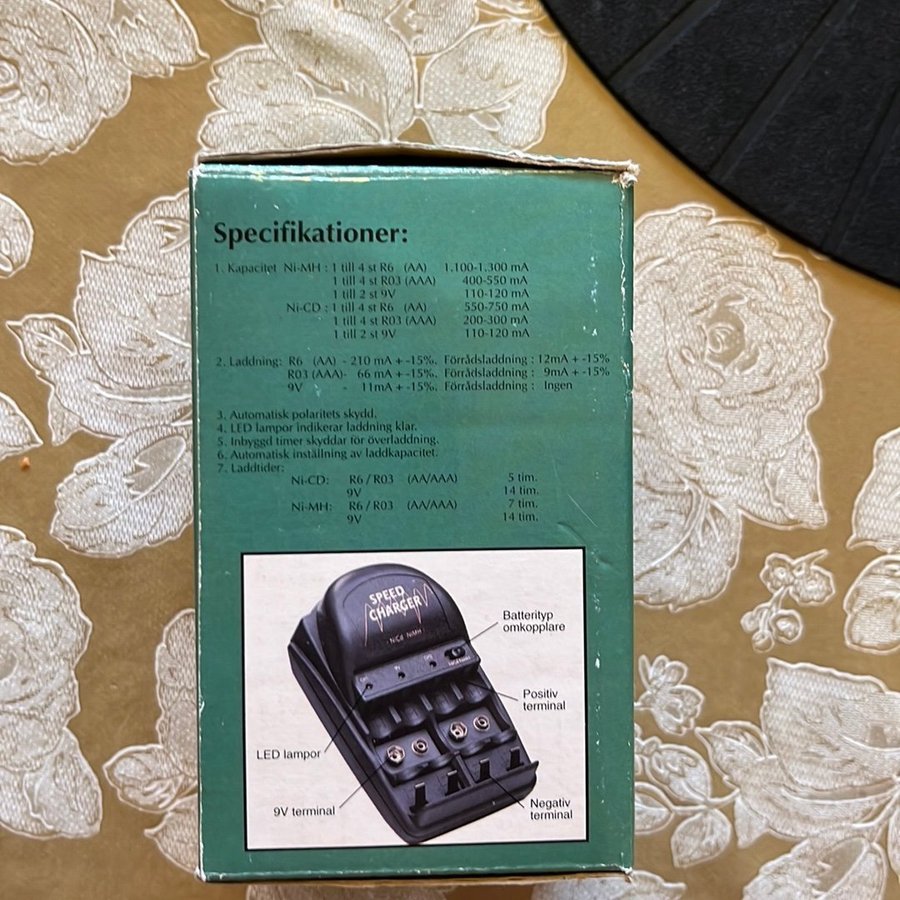 Specifikationer:
1. Kapacitet Ni-MH : 1 till 4 st R6 (AA) 1.100-1.300 mA
1 till 4 st R03 (AAA) 400-550 mA
1 till 2 st 9V 110-120 mA
Ni-CD : 1 till 4 st R6 (AA) 550-750 mA
1 till 4 st R03 (AAA) 200-300 mA
1 till 2 st 9V 110-120 mA
2. Laddning: R6 (AA) - 210 mA + -15%. Förrådsladdning : 12mA + -15%
R03 (AAA)- 66 mA + -15%. Förrådsladdning : 9mA + -15%
9V - 11mA + -15%. Förrådsladdning : Ingen
3. Automatisk polaritets skydd.
4. LED lampor indikerar laddning klar.
5. Inbyggd timer skyddar för överladdning.
6. Automatisk inställning av laddkapacitet.
7. Laddtider:
Ni-CD: R6 / R03 (AA/AAA) 5 tim.
9V 14 tim.
Ni-MH: R6 / R03 (AA/AAA) 7 tim.
9V 14 tim.
SPEED
CHARGER
NiCd NiMH
Batterityp
omkopplare
Positiv
terminal
LED lampor
9V terminal
Negativ
terminal